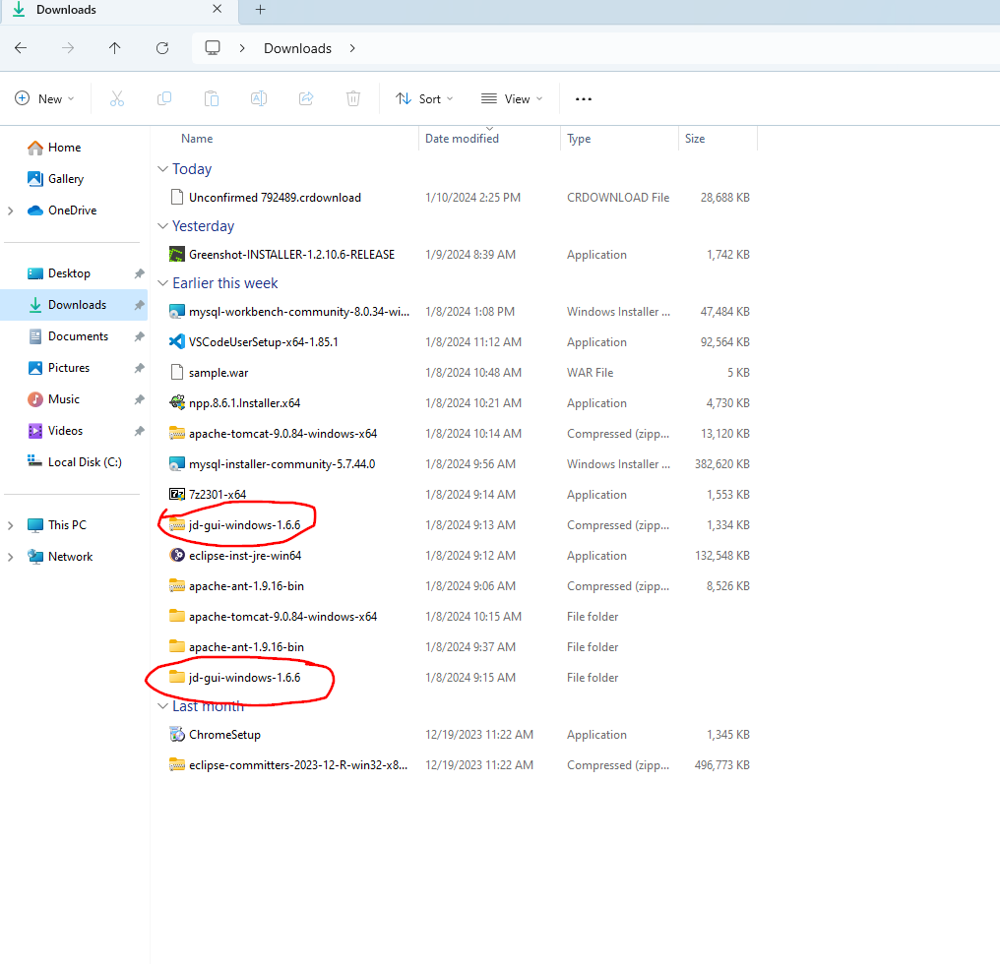 Downloads
Downloads
New Sort View
Name Date modified Type Size
Home
Gallery
OneDrive
Desktop
Downloads
Documents
Pictures
Music
Videos
Local Disk (C:)
This PC
Network
Today
Unconfirmed 792489.crdownload 1/10/2024 2:25 PM CRDOWNLOAD File 28,688 KB
Yesterday
Greenshot-INSTALLER-1.2.10.6-RELEASE 1/9/2024 8:39 AM Application 1,742 KB
Earlier this week
mysql-workbench-community-8.0.34-wi... 1/8/2024 1:08 PM Windows Installer ... 47,484 KB
VSCodeUserSetup-x64-1.85.1 1/8/2024 11:12 AM Application 92,564 KB
sample.war 1/8/2024 10:48 AM WAR File 5 KB
npp.8.6.1.Installer.x64 1/8/2024 10:21 AM Application 4,730 KB
apache-tomcat-9.0.84-windows-x64 1/8/2024 10:14 AM Compressed (zipp... 13,120 KB
mysql-installer-community-5.7.44.0 1/8/2024 9:56 AM Windows Installer ... 382,620 KB
7z2301-x64 1/8/2024 9:14 AM Application 1,553 KB
jd-gui-windows-1.6.6 1/8/2024 9:13 AM Compressed (zipp... 1,334 KB
eclipse-inst-jre-win64 1/8/2024 9:12 AM Application 132,548 KB
apache-ant-1.9.16-bin 1/8/2024 9:06 AM Compressed (zipp... 8,526 KB
apache-tomcat-9.0.84-windows-x64 1/8/2024 10:15 AM File folder
apache-ant-1.9.16-bin 1/8/2024 9:37 AM File folder
jd-gui-windows-1.6.6 1/8/2024 9:15 AM File folder
Last month
ChromeSetup 12/19/2023 11:22 AM Application 1,345 KB
eclipse-committers-2023-12-R-win32-x8... 12/19/2023 11:22 AM Compressed (zipp... 496,773 KB